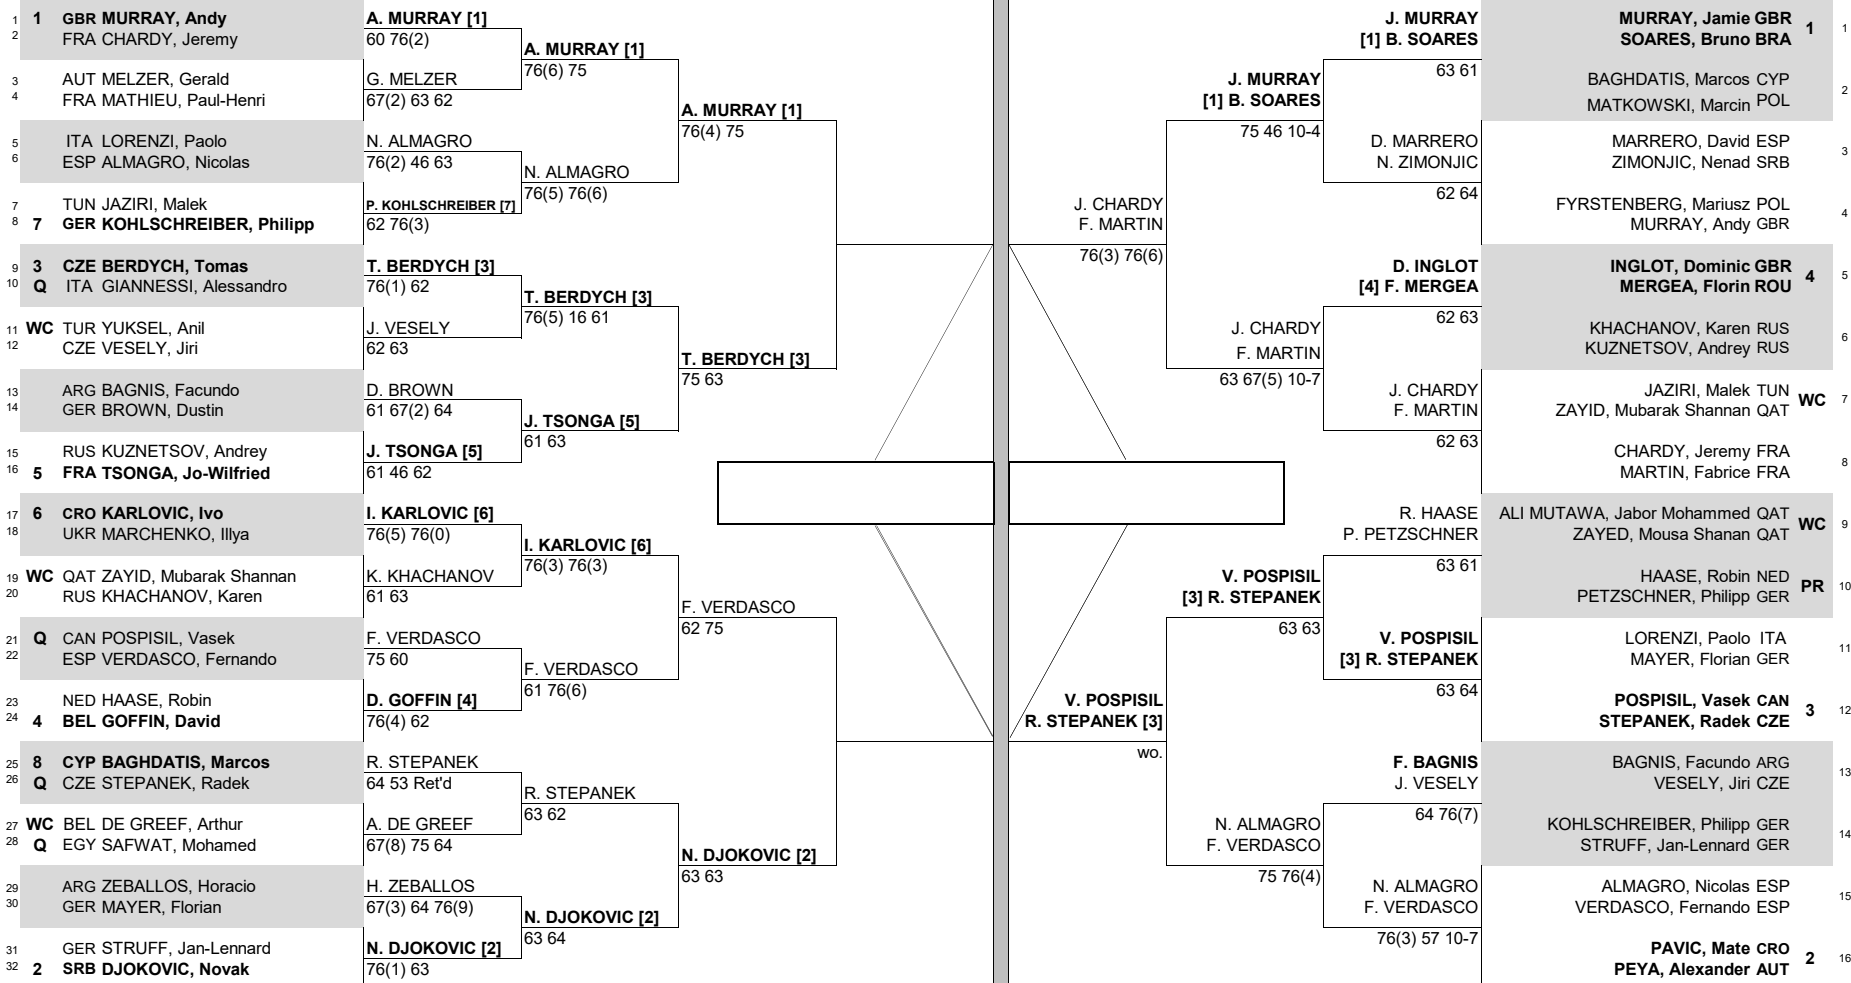 1 1 GBR MURRAY, Andy
2 FRA CHARDY, Jeremy
3 AUT MELZER, Gerald
4 FRA MATHIEU, Paul-Henri
5 ITA LORENZI, Paolo
6 ESP ALMAGRO, Nicolas
7 TUN JAZIRI, Malek
8 7 GER KOHLSCHREIBER, Philipp
9 3 CZE BERDYCH, Tomas
10 Q ITA GIANNESSI, Alessandro
11 WC TUR YUKSEL, Anil
12 CZE VESELY, Jiri
13 ARG BAGNIS, Facundo
14 GER BROWN, Dustin
15 RUS KUZNETSOV, Andrey
16 5 FRA TSONGA, Jo-Wilfried
17 6 CRO KARLOVIC, Ivo
18 UKR MARCHENKO, Illya
19 WC QAT ZAYID, Mubarak Shannan
20 RUS KHACHANOV, Karen
21 Q CAN POSPISIL, Vasek
22 ESP VERDASCO, Fernando
23 NED HAASE, Robin
24 4 BEL GOFFIN, David
25 8 CYP BAGHDATIS, Marcos
26 Q CZE STEPANEK, Radek
27 WC BEL DE GREEF, Arthur
28 Q EGY SAFWAT, Mohamed
29 ARG ZEBALLOS, Horacio
30 GER MAYER, Florian
31 GER STRUFF, Jan-Lennard
32 2 SRB DJOKOVIC, Novak
A. MURRAY [1]
60 76(2)
G. MELZER
67(2) 63 62
N. ALMAGRO
76(2) 46 63
P. KOHLSCHREIBER [7]
62 76(3)
T. BERDYCH [3]
76(1) 62
J. VESELY
62 63
D. BROWN
61 67(2) 64
J. TSONGA [5]
61 46 62
I. KARLOVIC [6]
76(5) 76(0)
K. KHACHANOV
61 63
F. VERDASCO
75 60
D. GOFFIN [4]
76(4) 62
R. STEPANEK
64 53 Ret'd
A. DE GREEF
67(8) 75 64
H. ZEBALLOS
67(3) 64 76(9)
N. DJOKOVIC [2]
76(1) 63
A. MURRAY [1]
76(6) 75
N. ALMAGRO
76(5) 76(6)
T. BERDYCH [3]
76(5) 16 61
J. TSONGA [5]
61 63
I. KARLOVIC [6]
76(3) 76(3)
F. VERDASCO
61 76(6)
R. STEPANEK
63 62
N. DJOKOVIC [2]
63 64
A. MURRAY [1]
76(4) 75
T. BERDYCH [3]
75 63
F. VERDASCO
62 75
N. DJOKOVIC [2]
63 63
J. CHARDY
F. MARTIN
76(3) 76(6)
V. POSPISIL
R. STEPANEK [3]
wo.
J. MURRAY
[1] B. SOARES
75 46 10-4
J. CHARDY
F. MARTIN
63 67(5) 10-7
V. POSPISIL
[3] R. STEPANEK
63 63
N. ALMAGRO
F. VERDASCO
75 76(4)
J. MURRAY
[1] B. SOARES
63 61
D. MARRERO
N. ZIMONJIC
62 64
D. INGLOT
[4] F. MERGEA
62 63
J. CHARDY
F. MARTIN
62 63
R. HAASE
P. PETZSCHNER
63 61
V. POSPISIL
[3] R. STEPANEK
63 64
F. BAGNIS
J. VESELY
64 76(7)
N. ALMAGRO
F. VERDASCO
76(3) 57 10-7
MURRAY, Jamie GBR
SOARES, Bruno BRA 1 1
BAGHDATIS, Marcos CYP
MATKOWSKI, Marcin POL 2
MARRERO, David ESP
ZIMONJIC, Nenad SRB 3
FYRSTENBERG, Mariusz POL
MURRAY, Andy GBR 4
INGLOT, Dominic GBR
MERGEA, Florin ROU 4 5
KHACHANOV, Karen RUS
KUZNETSOV, Andrey RUS 6
JAZIRI, Malek TUN
ZAYID, Mubarak Shannan QAT WC 7
CHARDY, Jeremy FRA
MARTIN, Fabrice FRA 8
ALI MUTAWA, Jabor Mohammed QAT
ZAYED, Mousa Shanan QAT WC 9
HAASE, Robin NED
PETZSCHNER, Philipp GER PR 10
LORENZI, Paolo ITA
MAYER, Florian GER 11
POSPISIL, Vasek CAN
STEPANEK, Radek CZE 3 12
BAGNIS, Facundo ARG
VESELY, Jiri CZE 13
KOHLSCHREIBER, Philipp GER
STRUFF, Jan-Lennard GER 14
ALMAGRO, Nicolas ESP
VERDASCO, Fernando ESP 15
PAVIC, Mate CRO
PEYA, Alexander AUT 2 16